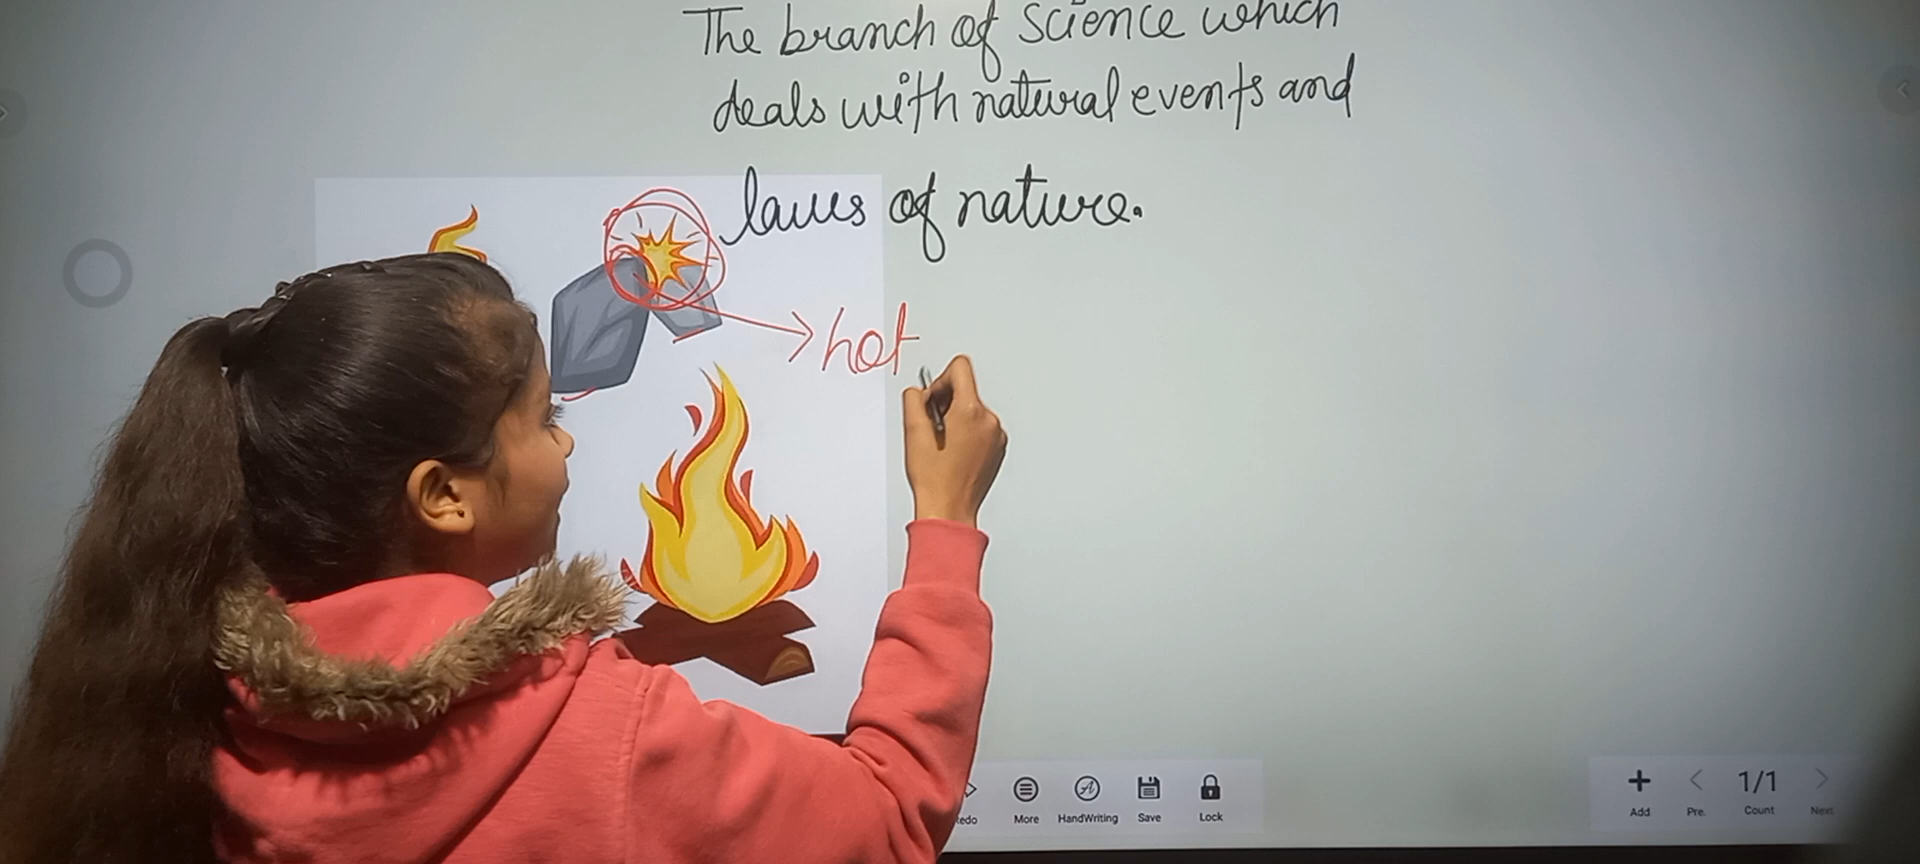 The branch of Science which
deals with natural events and
laws of nature.
hot
More
HandWriting
Save
Lock
Add
Pre.
1/1
Count
Next